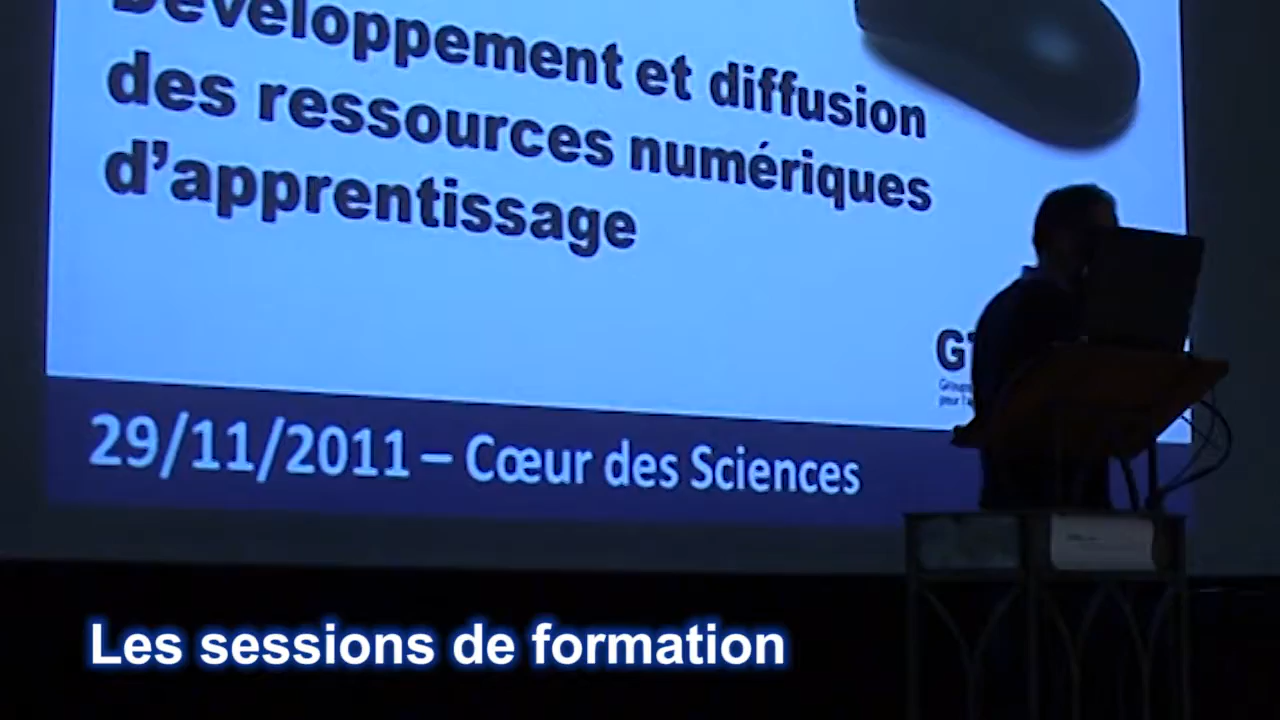 Développement et diffusion
des ressources numériques
d'apprentissage
29/11/2011 – Cœur des Sciences
Les sessions de formation